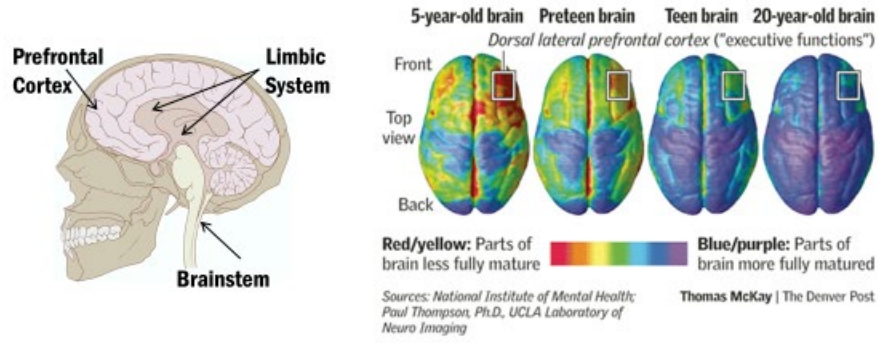 Prefrontal
Cortex
Limbic
System
Brainstem
5-year-old brain Preteen brain Teen brain 20-year-old brain
Dorsal lateral prefrontal cortex ("executive functions")
Front
Top
view
Back
Red/yellow: Parts of
brain less fully mature
Blue/purple: Parts of
brain more fully matured
Sources: National Institute of Mental Health;
Paul Thompson, Ph.D., UCLA Laboratory of
Neuro Imaging
Thomas McKay | The Denver Post